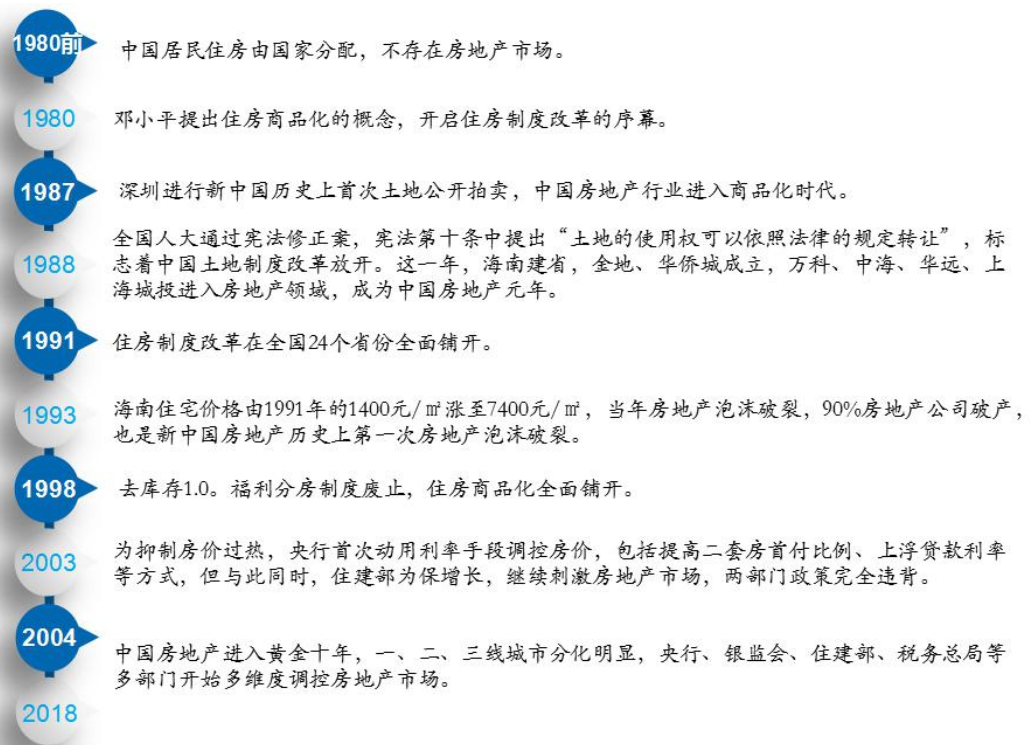 1980前
中国居民住房由国家分配，不存在房地产市场。
1980
邓小平提出住房商品化的概念，开启住房制度改革的序幕。
1987
深圳进行新中国历史上首次土地公开拍卖，中国房地产行业进入商品化时代。
1988
全国人大通过宪法修正案，宪法第十条中提出“土地的使用权可以依照法律的规定转让”，标
志着中国土地制度改革放开。这一年，海南建省，金地、华侨城成立，万科、中海、华远、上
海城投进入房地产领域，成为中国房地产元年。
1991
住房制度改革在全国24个省份全面铺开。
1993
海南住宅价格由1991年的1400元/㎡涨至7400元/㎡，当年房地产泡沫破裂，90%房地产公司破产，
也是新中国房地产历史上第一次房地产泡沫破裂。
1998
去库存1.0。福利分房制度废止，住房商品化全面铺开。
2003
为抑制房价过热，央行首次动用利率手段调控房价，包括提高二套房首付比例、上浮贷款利率
等方式，但与此同时，住建部为保增长，继续刺激房地产市场，两部门政策完全违背。
2004
中国房地产进入黄金十年，一、二、三线城市分化明显，央行、银监会、住建部、税务总局等
多部门开始多维度调控房地产市场。
2018